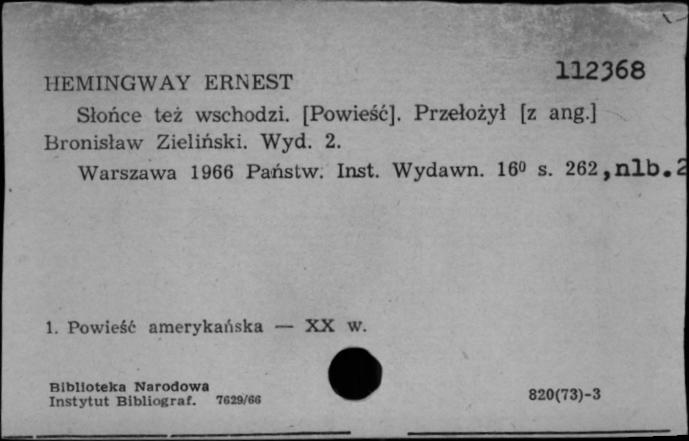 112368
HEMINGWAY ERNEST
Słońce też wschodzi. [Powieść]. Przełożył [z ang.]
Bronisław Zieliński. Wyd. 2.
Warszawa 1966 Państw. Inst. Wydawn. 16⁰ s. 262,nlb.2
1. Powieść amerykańska — XX w.
Biblioteka Narodowa
Instytut Bibliograf. 7629/66
820(73)-3